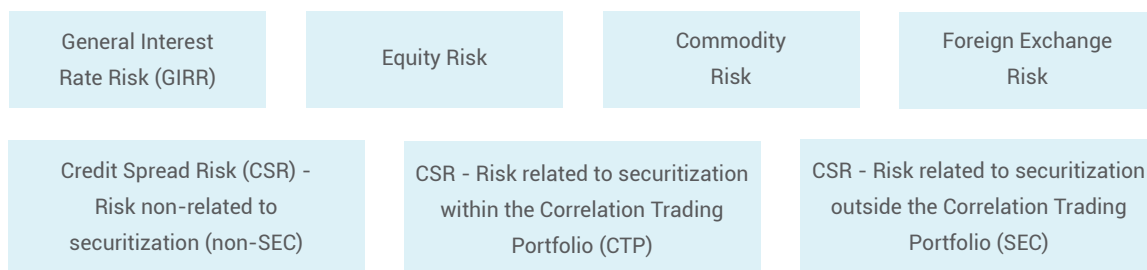 General Interest
Rate Risk (GIRR)
Equity Risk
Commodity
Risk
Foreign Exchange
Risk
Credit Spread Risk (CSR) -
Risk non-related to
securitization (non-SEC)
CSR - Risk related to securitization
within the Correlation Trading
Portfolio (CTP)
CSR - Risk related to securitization
outside the Correlation Trading
Portfolio (SEC)